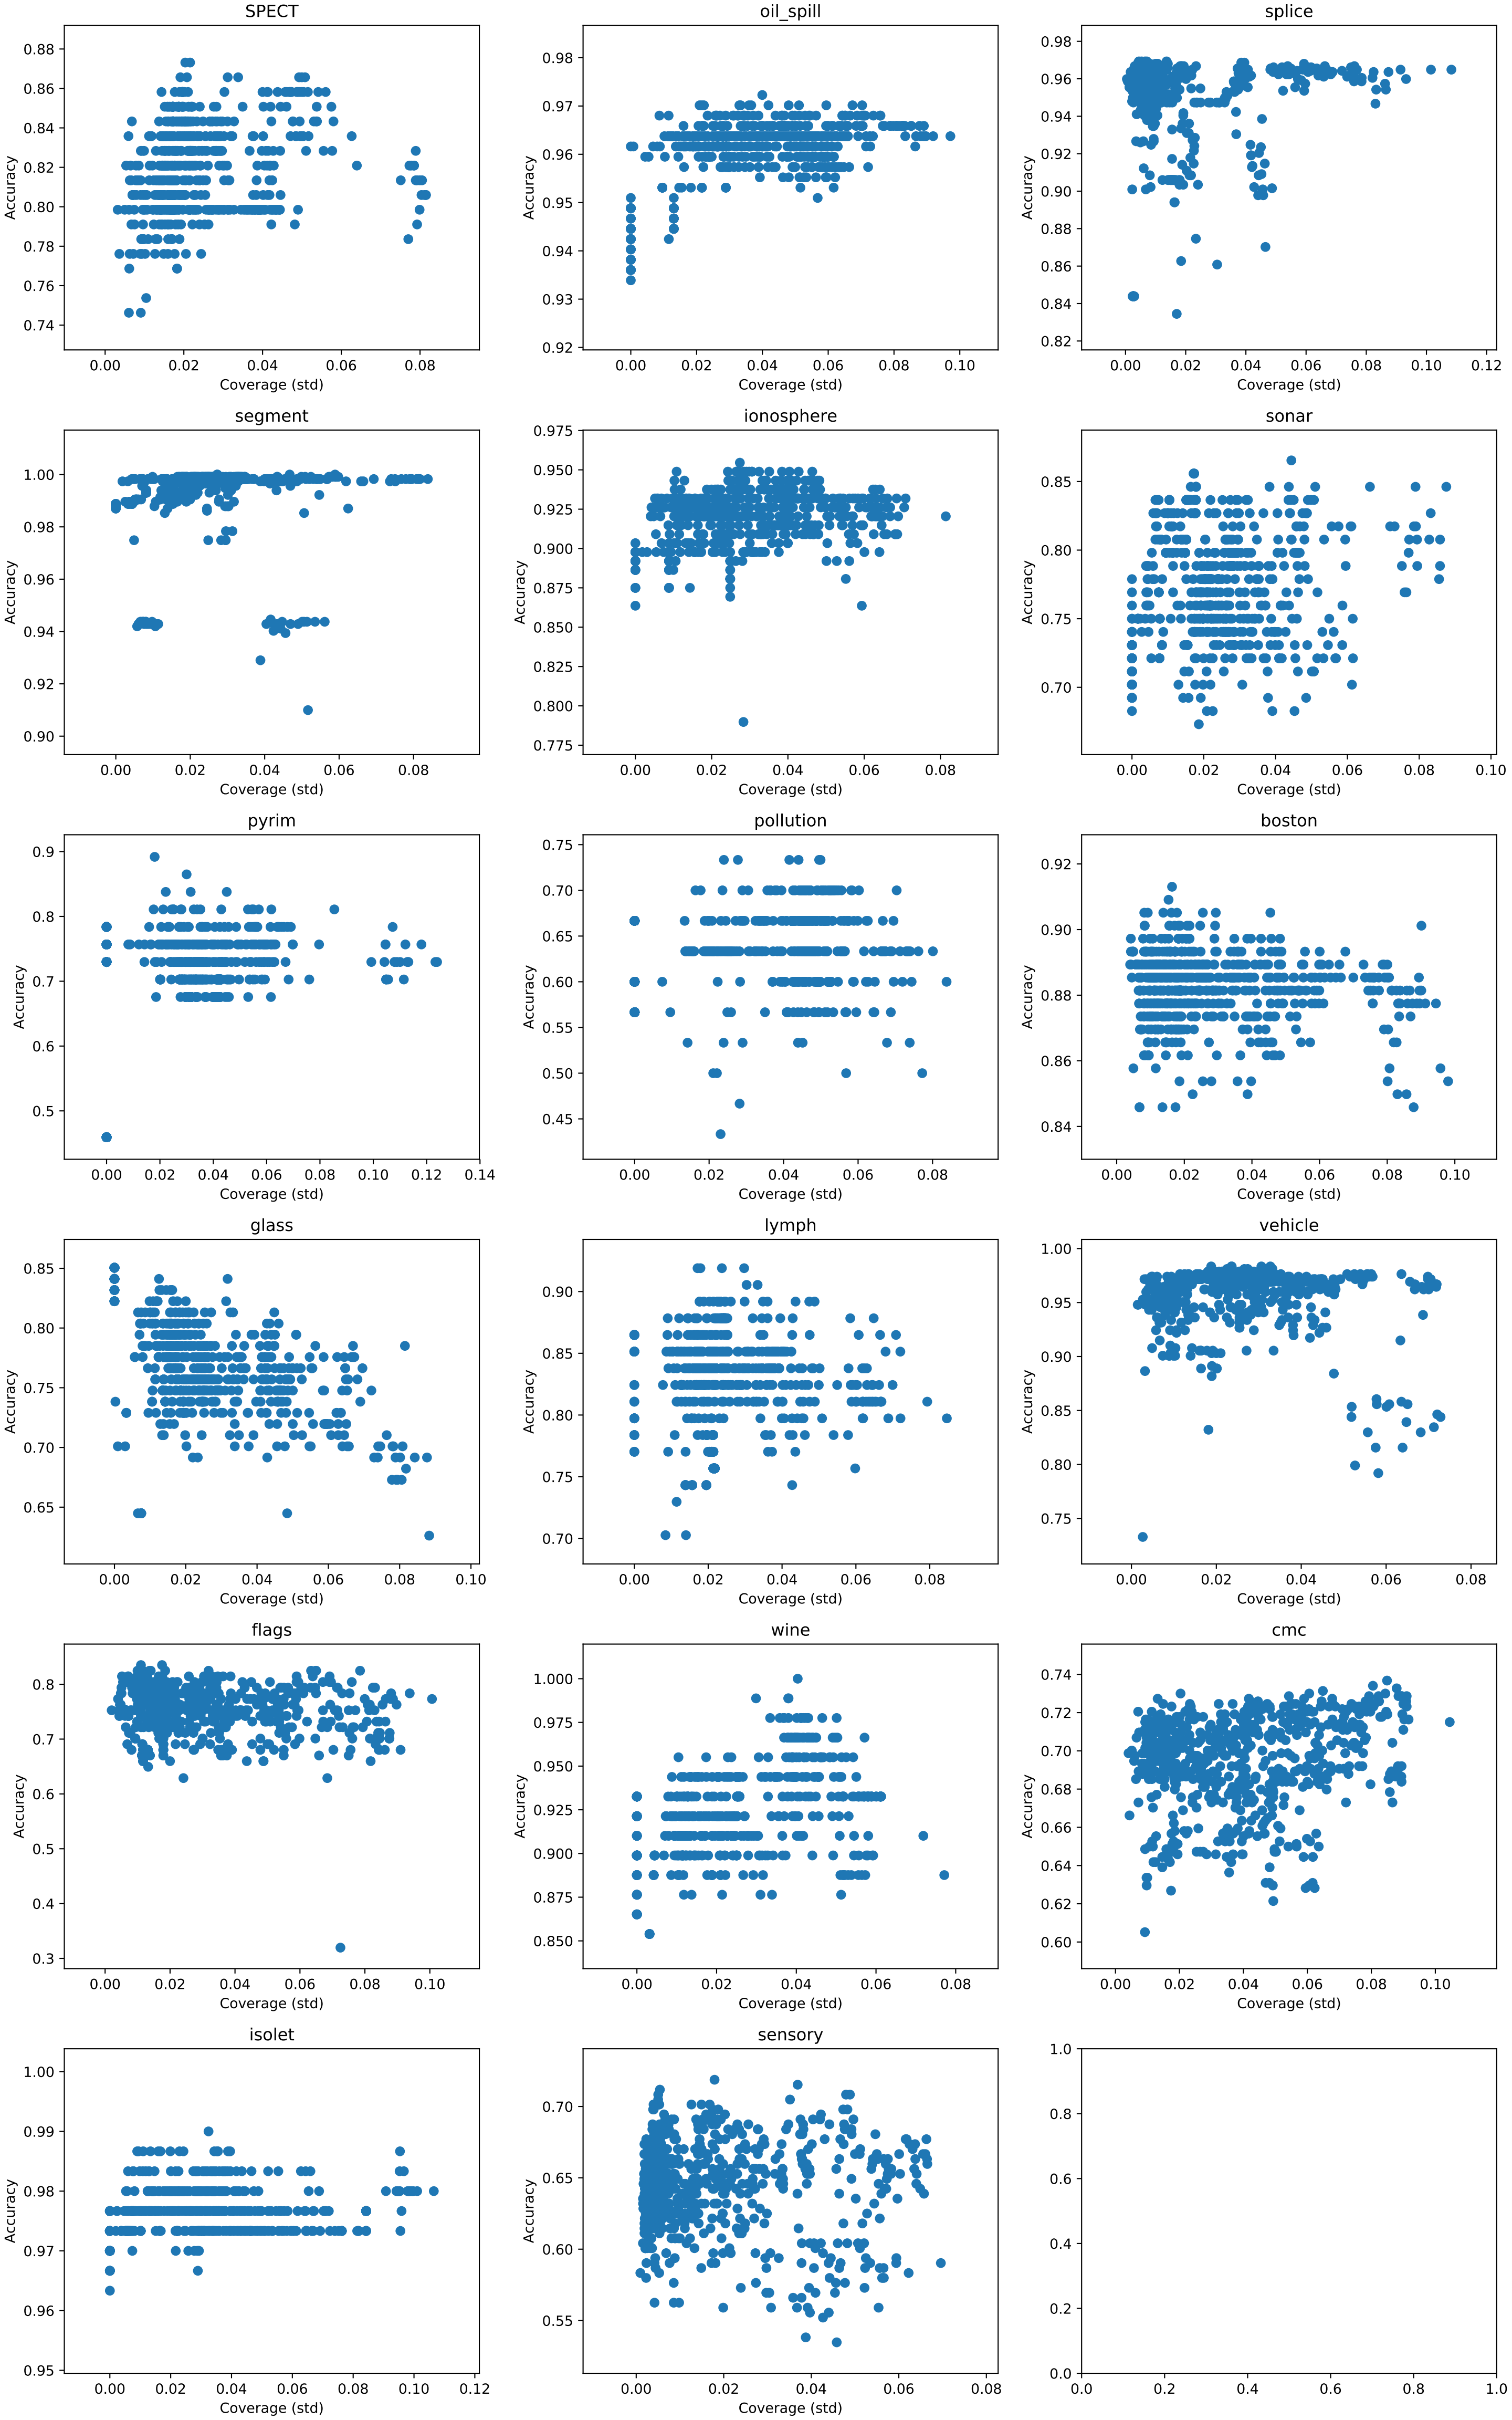 SPECT
0.88
0.86
0.84
0.82
0.80
0.78
0.76
0.74
Accuracy
0.00 0.02 0.04 0.06 0.08
Coverage (std)
oil_spill
0.98
0.97
0.96
0.95
0.94
0.93
0.92
Accuracy
0.00 0.02 0.04 0.06 0.08 0.10
Coverage (std)
splice
0.98
0.96
0.94
0.92
0.90
0.88
0.86
0.84
0.82
Accuracy
0.00 0.02 0.04 0.06 0.08 0.10 0.12
Coverage (std)
segment
1.00
0.98
0.96
0.94
0.92
0.90
Accuracy
0.00 0.02 0.04 0.06 0.08
Coverage (std)
ionosphere
0.975
0.950
0.925
0.900
0.875
0.850
0.825
0.800
0.775
Accuracy
0.00 0.02 0.04 0.06 0.08
Coverage (std)
sonar
0.85
0.80
0.75
0.70
Accuracy
0.00 0.02 0.04 0.06 0.08 0.10
Coverage (std)
pyrim
0.9
0.8
0.7
0.6
0.5
Accuracy
0.00 0.02 0.04 0.06 0.08 0.10 0.12 0.14
Coverage (std)
pollution
0.75
0.70
0.65
0.60
0.55
0.50
0.45
Accuracy
0.00 0.02 0.04 0.06 0.08
Coverage (std)
boston
0.92
0.90
0.88
0.86
0.84
Accuracy
0.00 0.02 0.04 0.06 0.08 0.10
Coverage (std)
glass
0.85
0.80
0.75
0.70
0.65
Accuracy
0.00 0.02 0.04 0.06 0.08 0.10
Coverage (std)
lymph
0.90
0.85
0.80
0.75
0.70
Accuracy
0.00 0.02 0.04 0.06 0.08
Coverage (std)
vehicle
1.00
0.95
0.90
0.85
0.80
0.75
Accuracy
0.00 0.02 0.04 0.06 0.08
Coverage (std)
flags
0.8
0.7
0.6
0.5
0.4
0.3
Accuracy
0.00 0.02 0.04 0.06 0.08 0.10
Coverage (std)
wine
1.000
0.975
0.950
0.925
0.900
0.875
0.850
Accuracy
0.00 0.02 0.04 0.06 0.08
Coverage (std)
cmc
0.74
0.72
0.70
0.68
0.66
0.64
0.62
0.60
Accuracy
0.00 0.02 0.04 0.06 0.08 0.10
Coverage (std)
isolet
1.00
0.99
0.98
0.97
0.96
0.95
Accuracy
0.00 0.02 0.04 0.06 0.08 0.10 0.12
Coverage (std)
sensory
0.70
0.65
0.60
0.55
Accuracy
0.00 0.02 0.04 0.06 0.08
Coverage (std)
1.0
0.8
0.6
0.4
0.2
0.0
0.0 0.2 0.4 0.6 0.8 1.0